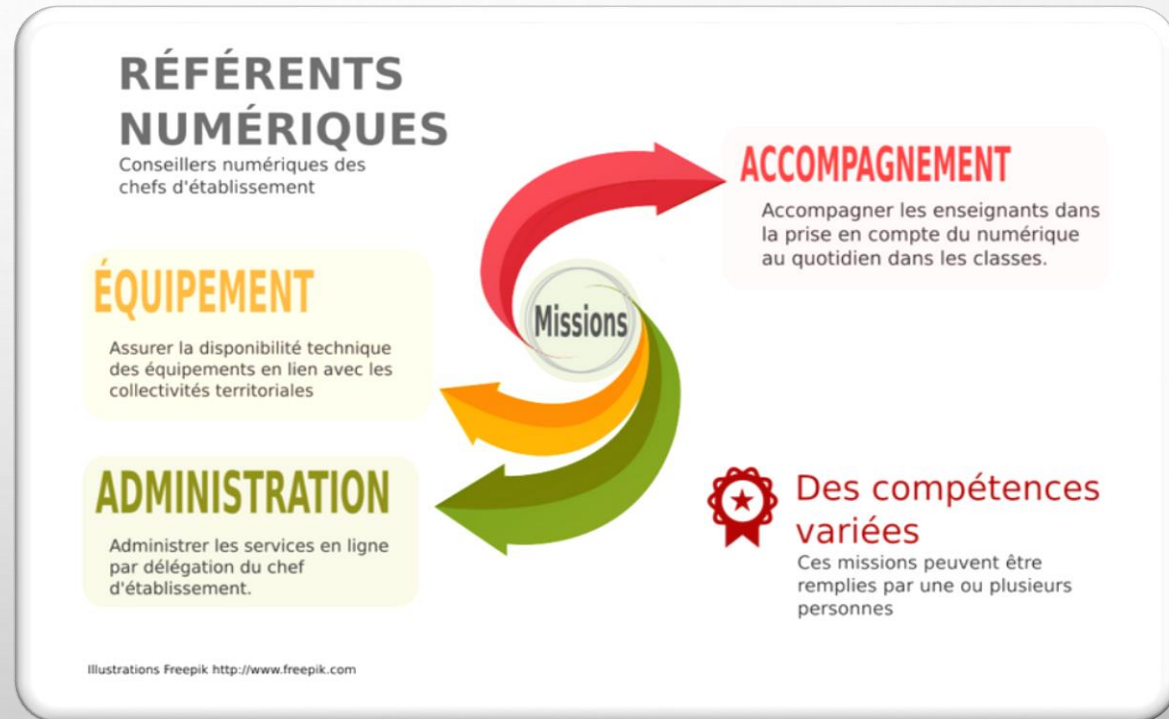 RÉFÉRENTS
NUMÉRIQUES
Conseillers numériques des
chefs d'établissement
ÉQUIPEMENT
Assurer la disponibilité technique
des équipements en lien avec les
collectivités territoriales
ADMINISTRATION
Administrer les services en ligne
par délégation du chef
d'établissement.
Missions
ACCOMPAGNEMENT
Accompagner les enseignants dans
la prise en compte du numérique
au quotidien dans les classes.
Des compétences
variées
Ces missions peuvent être
remplies par une ou plusieurs
personnes
Illustrations Freepik http://www.freepik.com